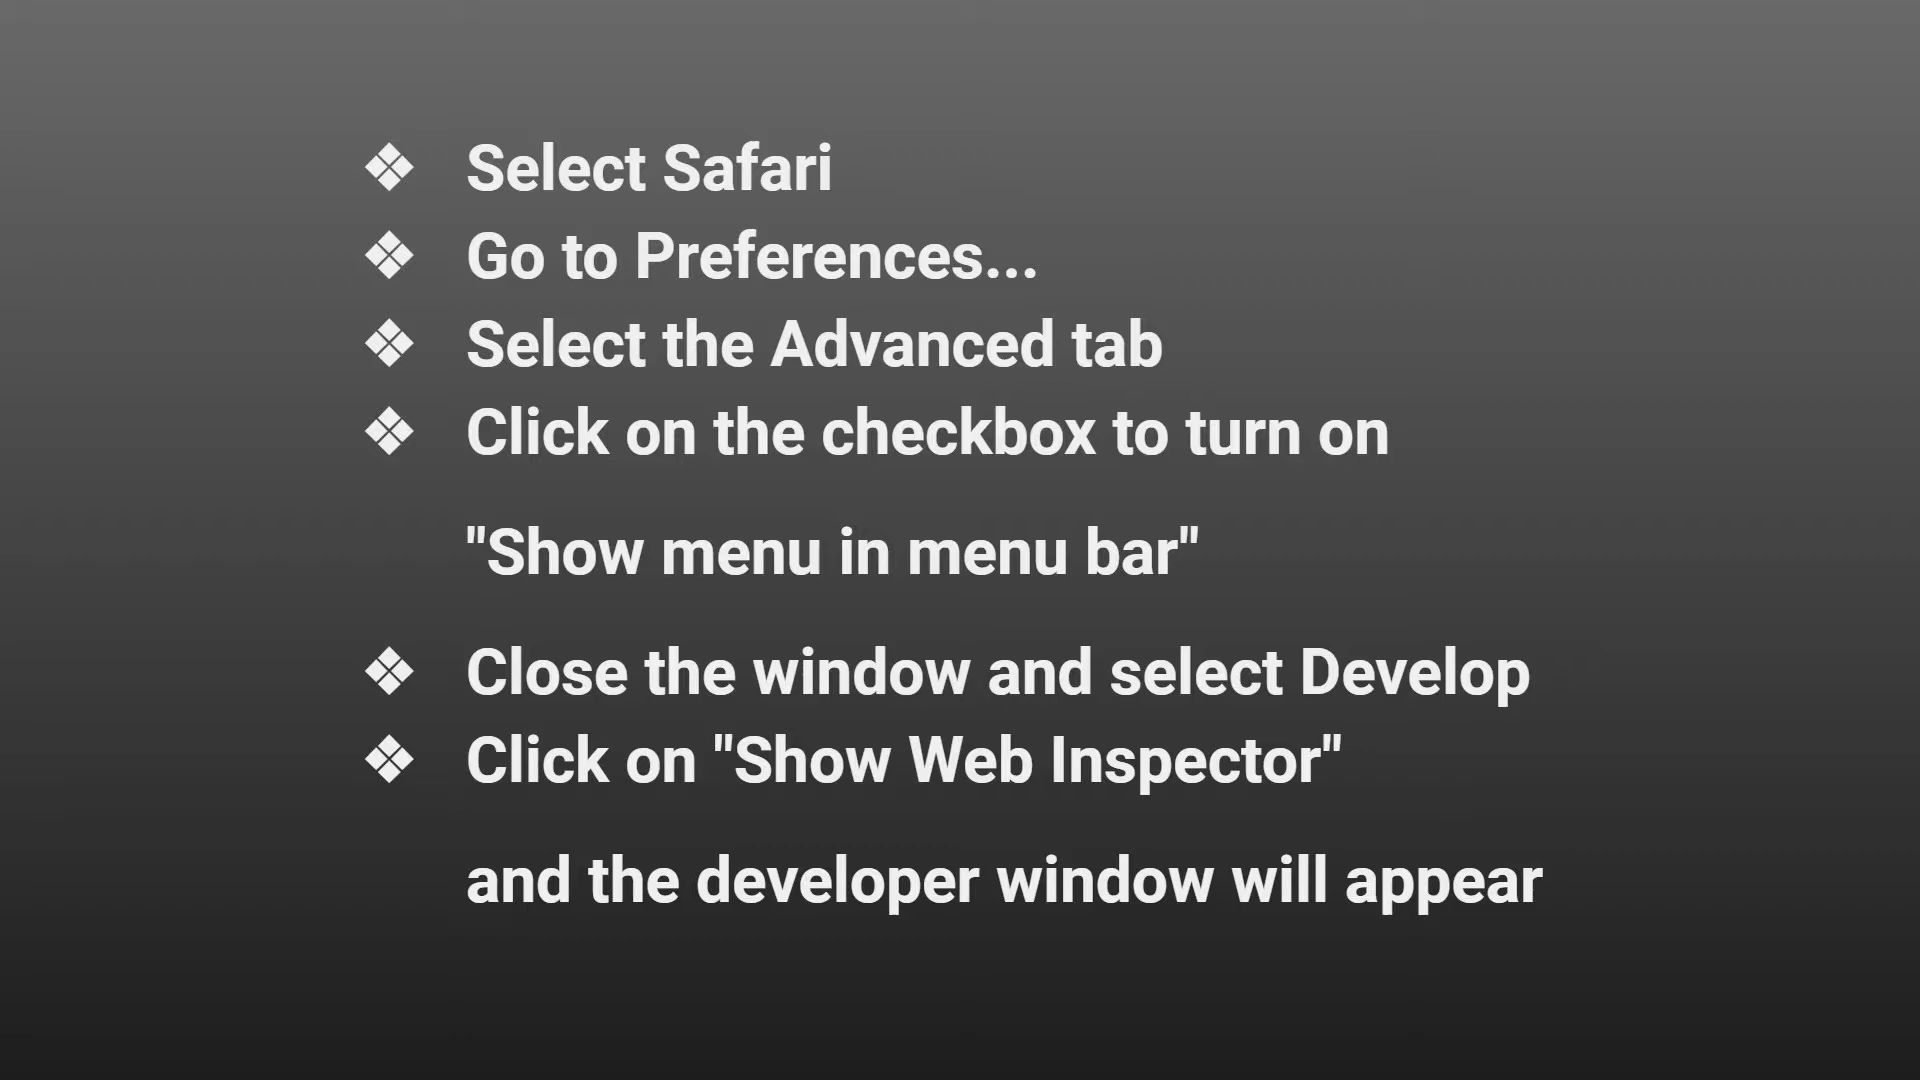 ❖ Select Safari
❖ Go to Preferences...
❖ Select the Advanced tab
❖ Click on the checkbox to turn on
"Show menu in menu bar"
❖ Close the window and select Develop
❖ Click on "Show Web Inspector"
and the developer window will appear